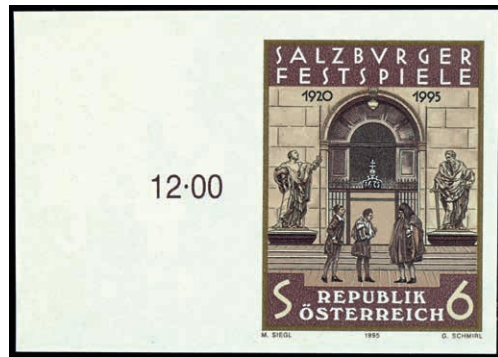 SALZBVRGER
FESTSPIELE
1920 1995
12·00
S REPUBLIK 6
ÖSTERREICH
M. SIEGL 1995 G. SCHMIRL